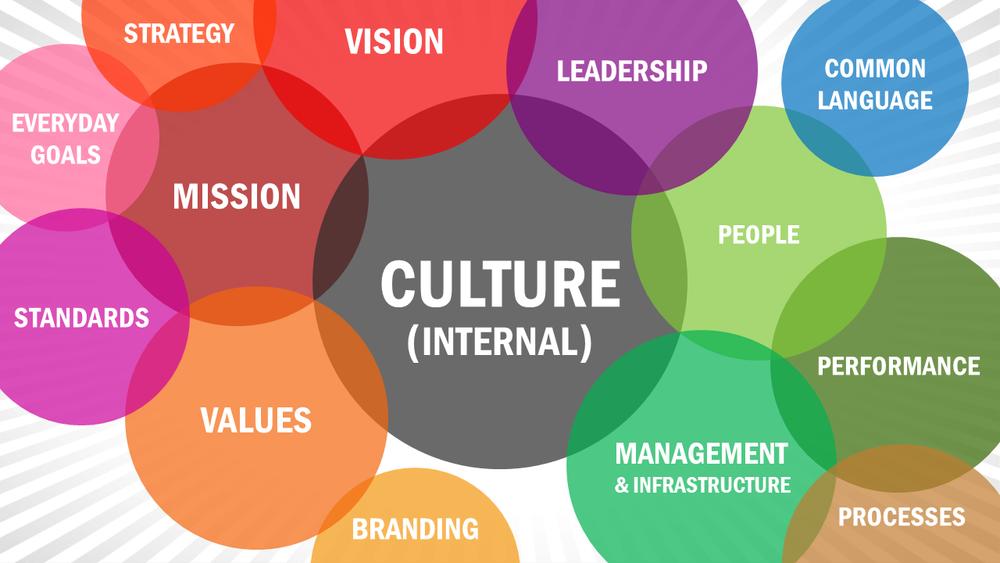 STRATEGY
VISION
LEADERSHIP
COMMON
LANGUAGE
EVERYDAY
GOALS
MISSION
PEOPLE
CULTURE
(INTERNAL)
STANDARDS
PERFORMANCE
VALUES
MANAGEMENT
& INFRASTRUCTURE
BRANDING
PROCESSES